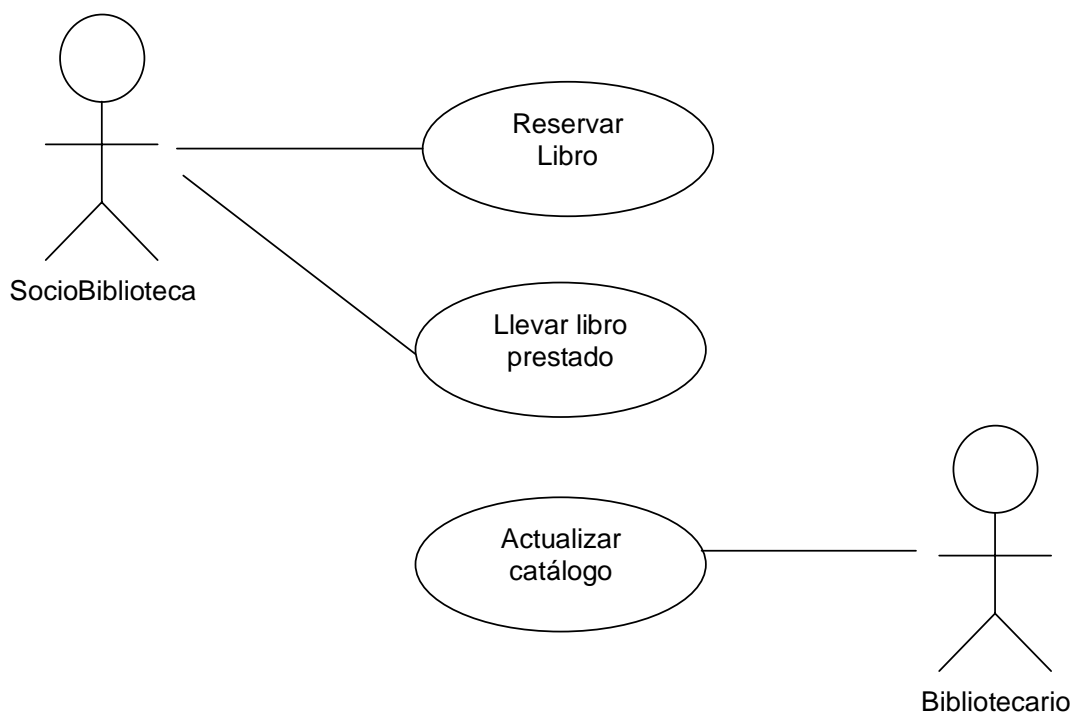 Reservar
Libro
SocioBiblioteca
Llevar libro
prestado
Actualizar
catálogo
Bibliotecario